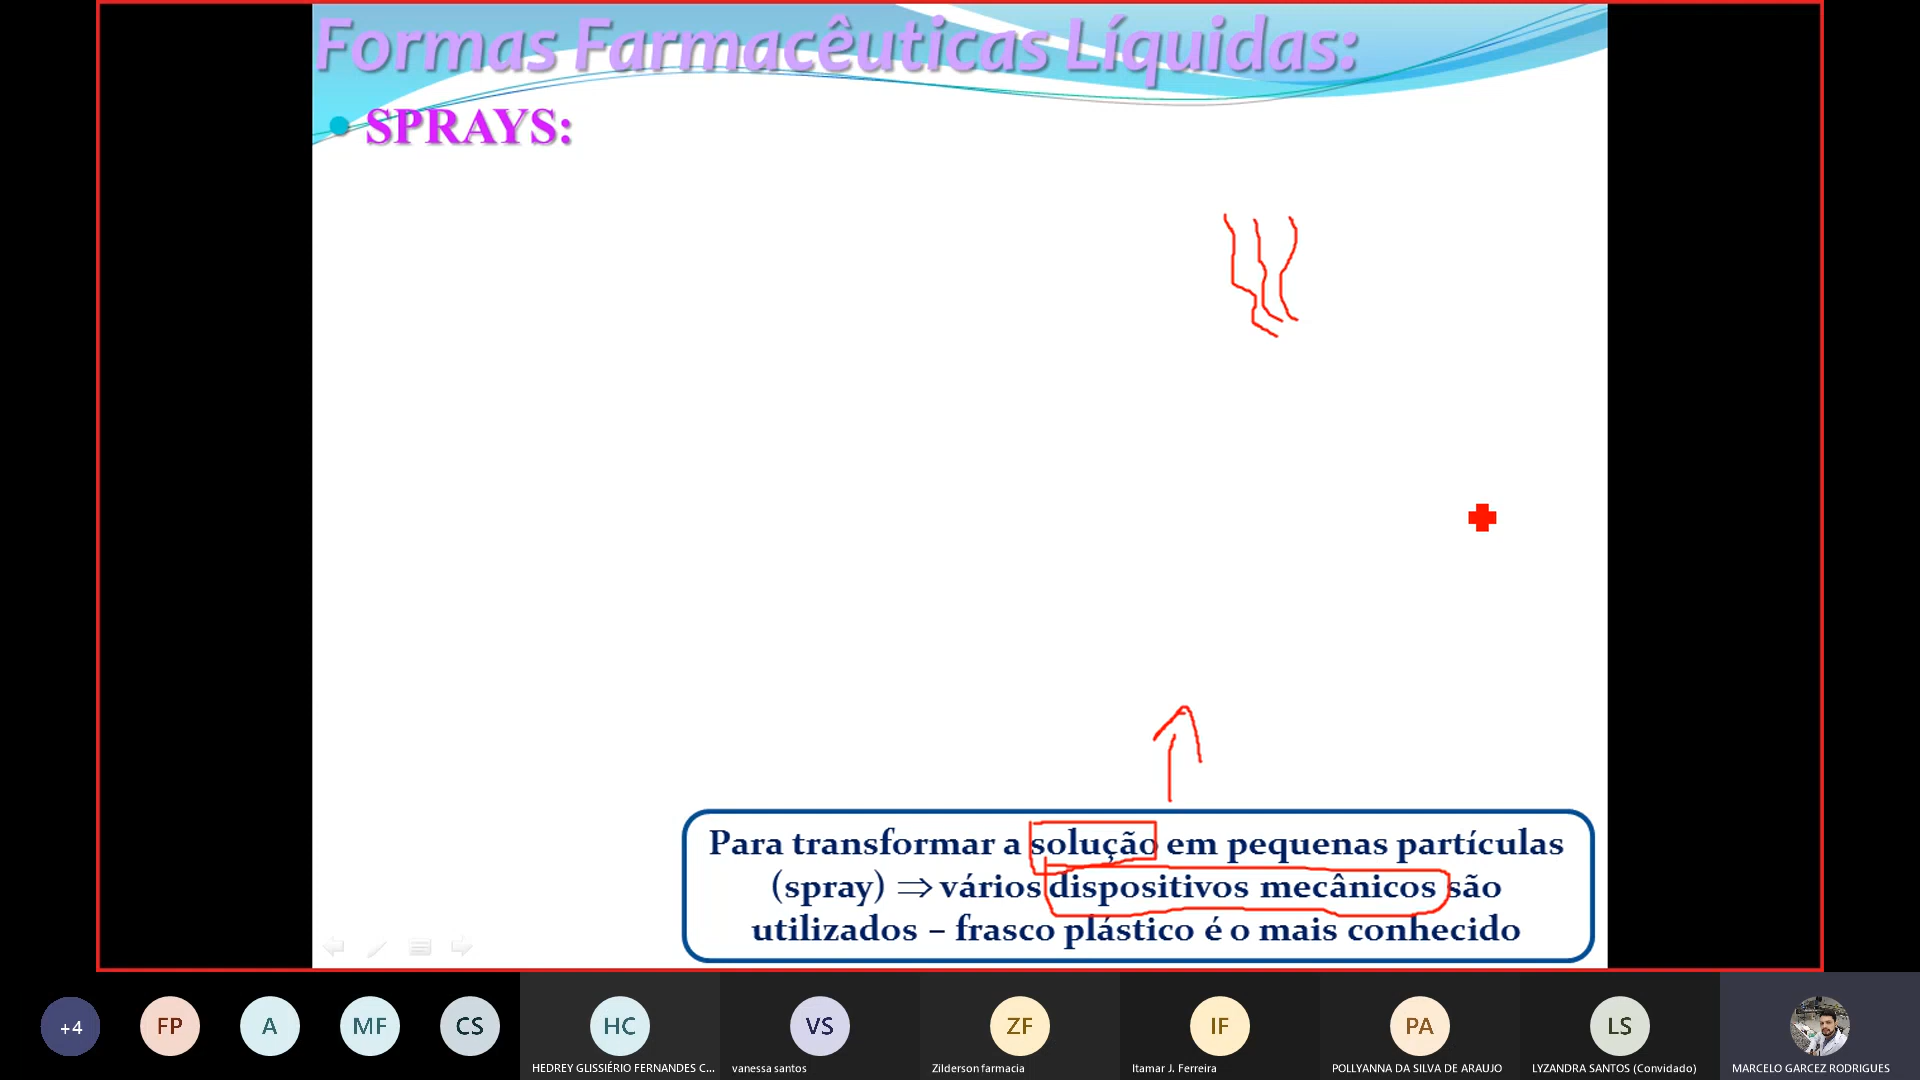 Formas Farmacêuticas Líquidas:
SPRAYS:
Para transformar a solução em pequenas partículas
(spray) ⇒ vários dispositivos mecânicos são
utilizados – frasco plástico é o mais conhecido
+4
FP
A
MF
CS
HC
VS
ZF
IF
PA
LS
HEDREY GLISSIÉRIO FERNANDES C...
vanessa santos
Zilderson farmacia
Itamar J. Ferreira
POLLYANNA DA SILVA DE ARAUJO
LYZANDRA SANTOS (Convidado)
MARCELO GARCEZ RODRIGUES